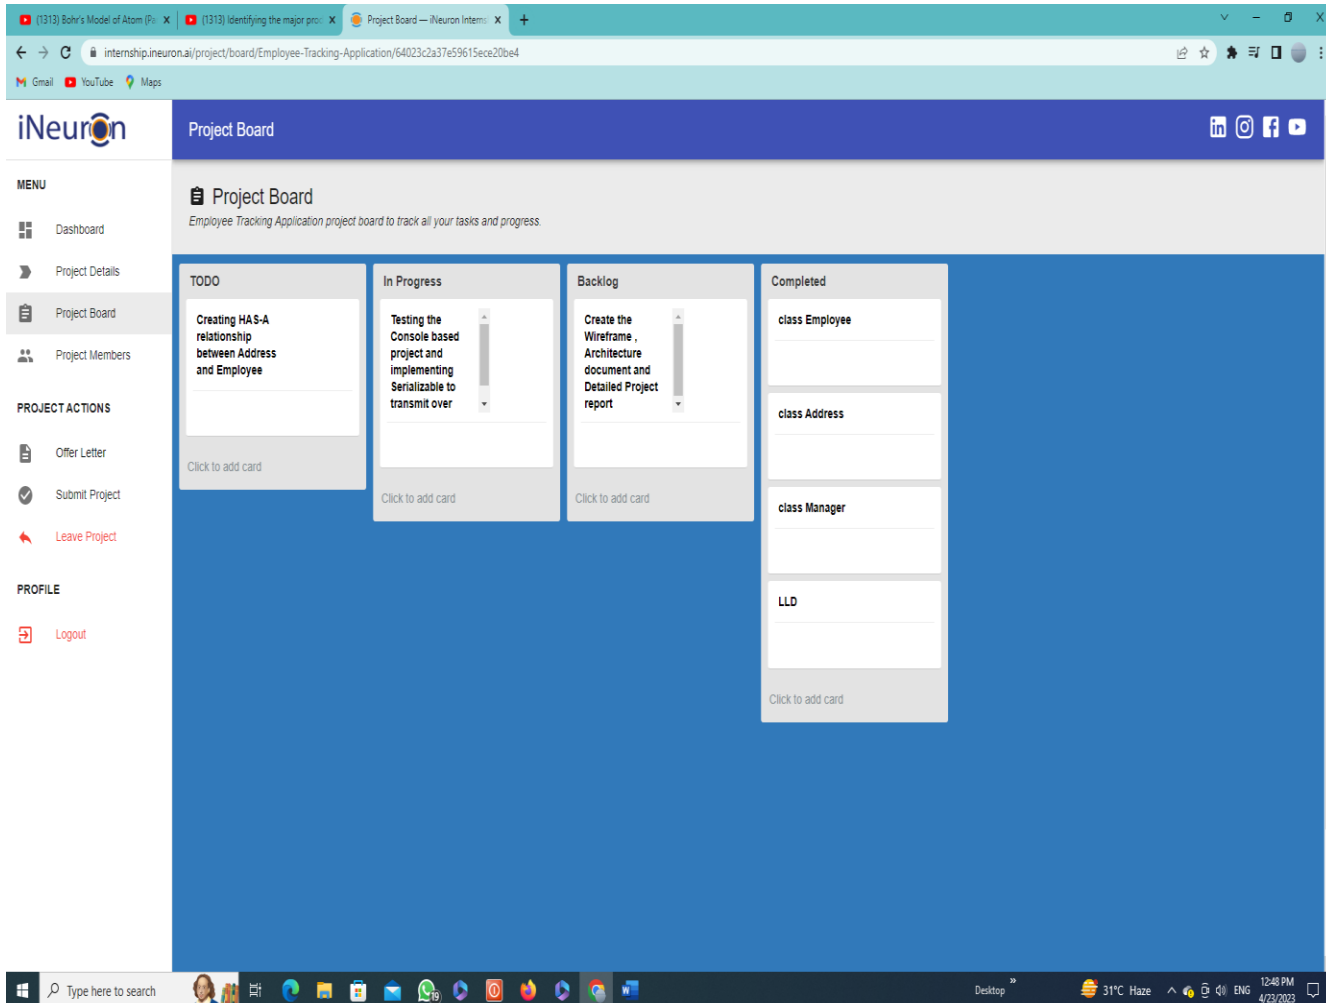 (1313) Bohr's Model of Atom (Pa
(1313) Identifying the major pro
Project Board — iNeuron Interns
internship.ineuron.ai/project/board/Employee-Tracking-Application/64023c2a37e59615ece20be4
Gmail
YouTube
Maps
iNeuron
Project Board
MENU
Dashboard
Project Details
Project Board
Project Members
PROJECT ACTIONS
Offer Letter
Submit Project
Leave Project
PROFILE
Logout
Project Board
Employee Tracking Application project board to track all your tasks and progress.
TODO
Creating HAS-A
relationship
between Address
and Employee
Click to add card
In Progress
Testing the
Console based
project and
implementing
Serializable to
transmit over
Click to add card
Backlog
Create the
Wireframe ,
Architecture
document and
Detailed Project
report
Click to add card
Completed
class Employee
class Address
class Manager
LLD
Click to add card
Type here to search
19
Desktop
31°C Haze
ENG
12:48 PM
4/23/2023